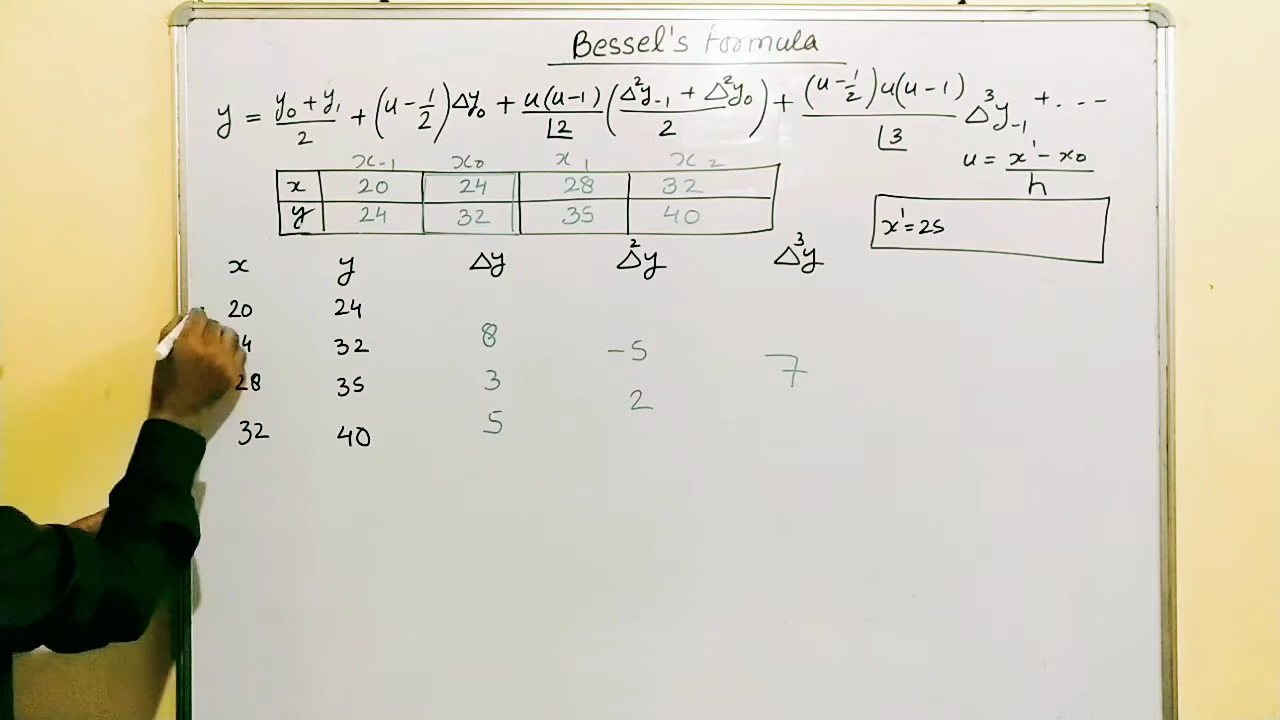 Bessel's Formula
y = (y₀ + y₁)/2 + (u - 1/2) Δy₀ + u(u-1)/⌊2 ((Δ²y₋₁ + Δ²y₀)/2) + (u - 1/2)u(u-1)/⌊3 Δ³y₋₁ + ...
u = (x' - x₀)/h
x₋₁ x₀ x₁ x₂
x 20 24 28 32
y 24 32 35 40
x' = 25
x y Δy Δ²y Δ³y
20 24
4 32 8 -5 7
28 35 3 2
32 40 5